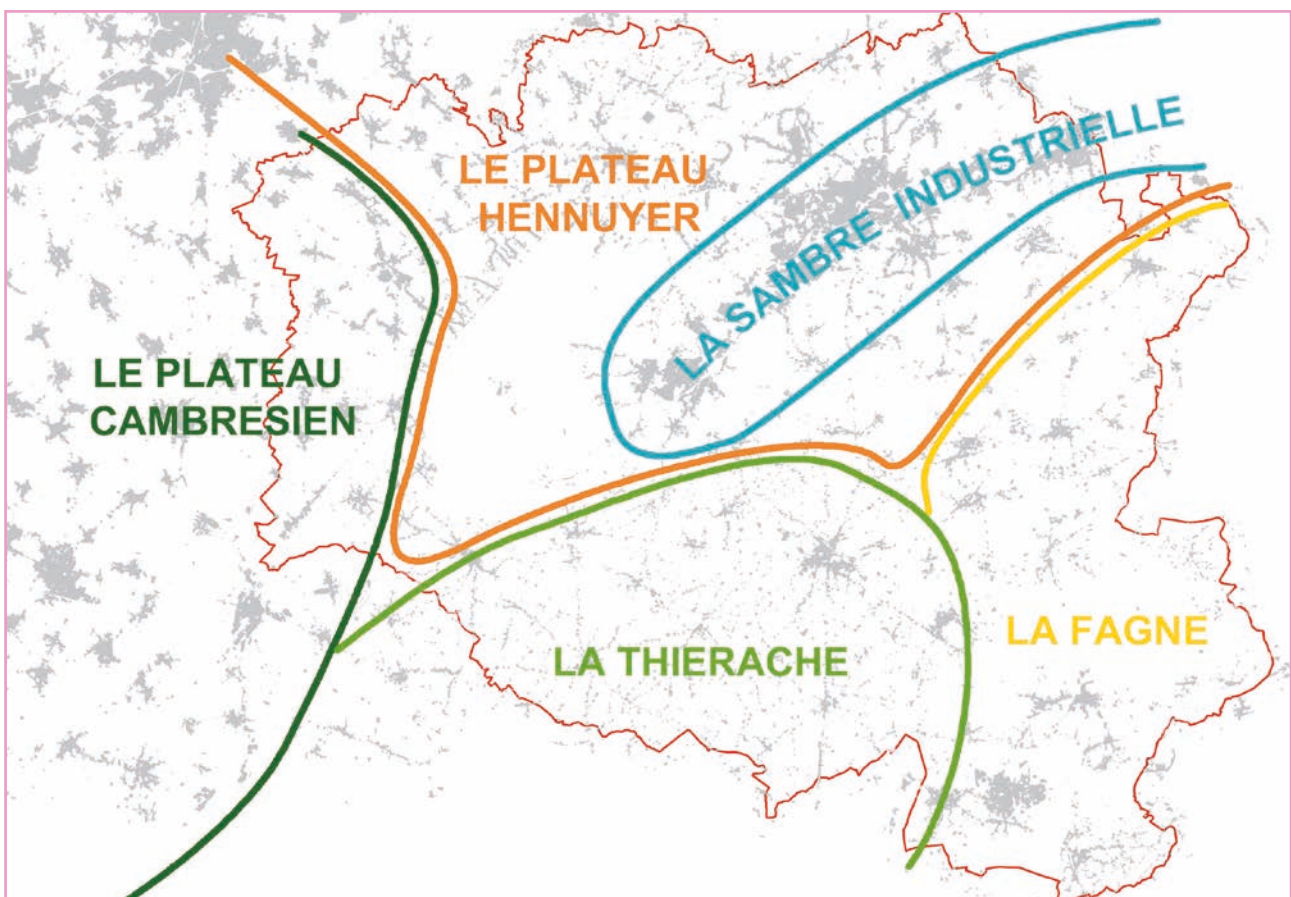 LE PLATEAU
HENNUYER
LA SAMBRE INDUSTRIELLE
LE PLATEAU
CAMBRESIEN
LA THIERACHE
LA FAGNE